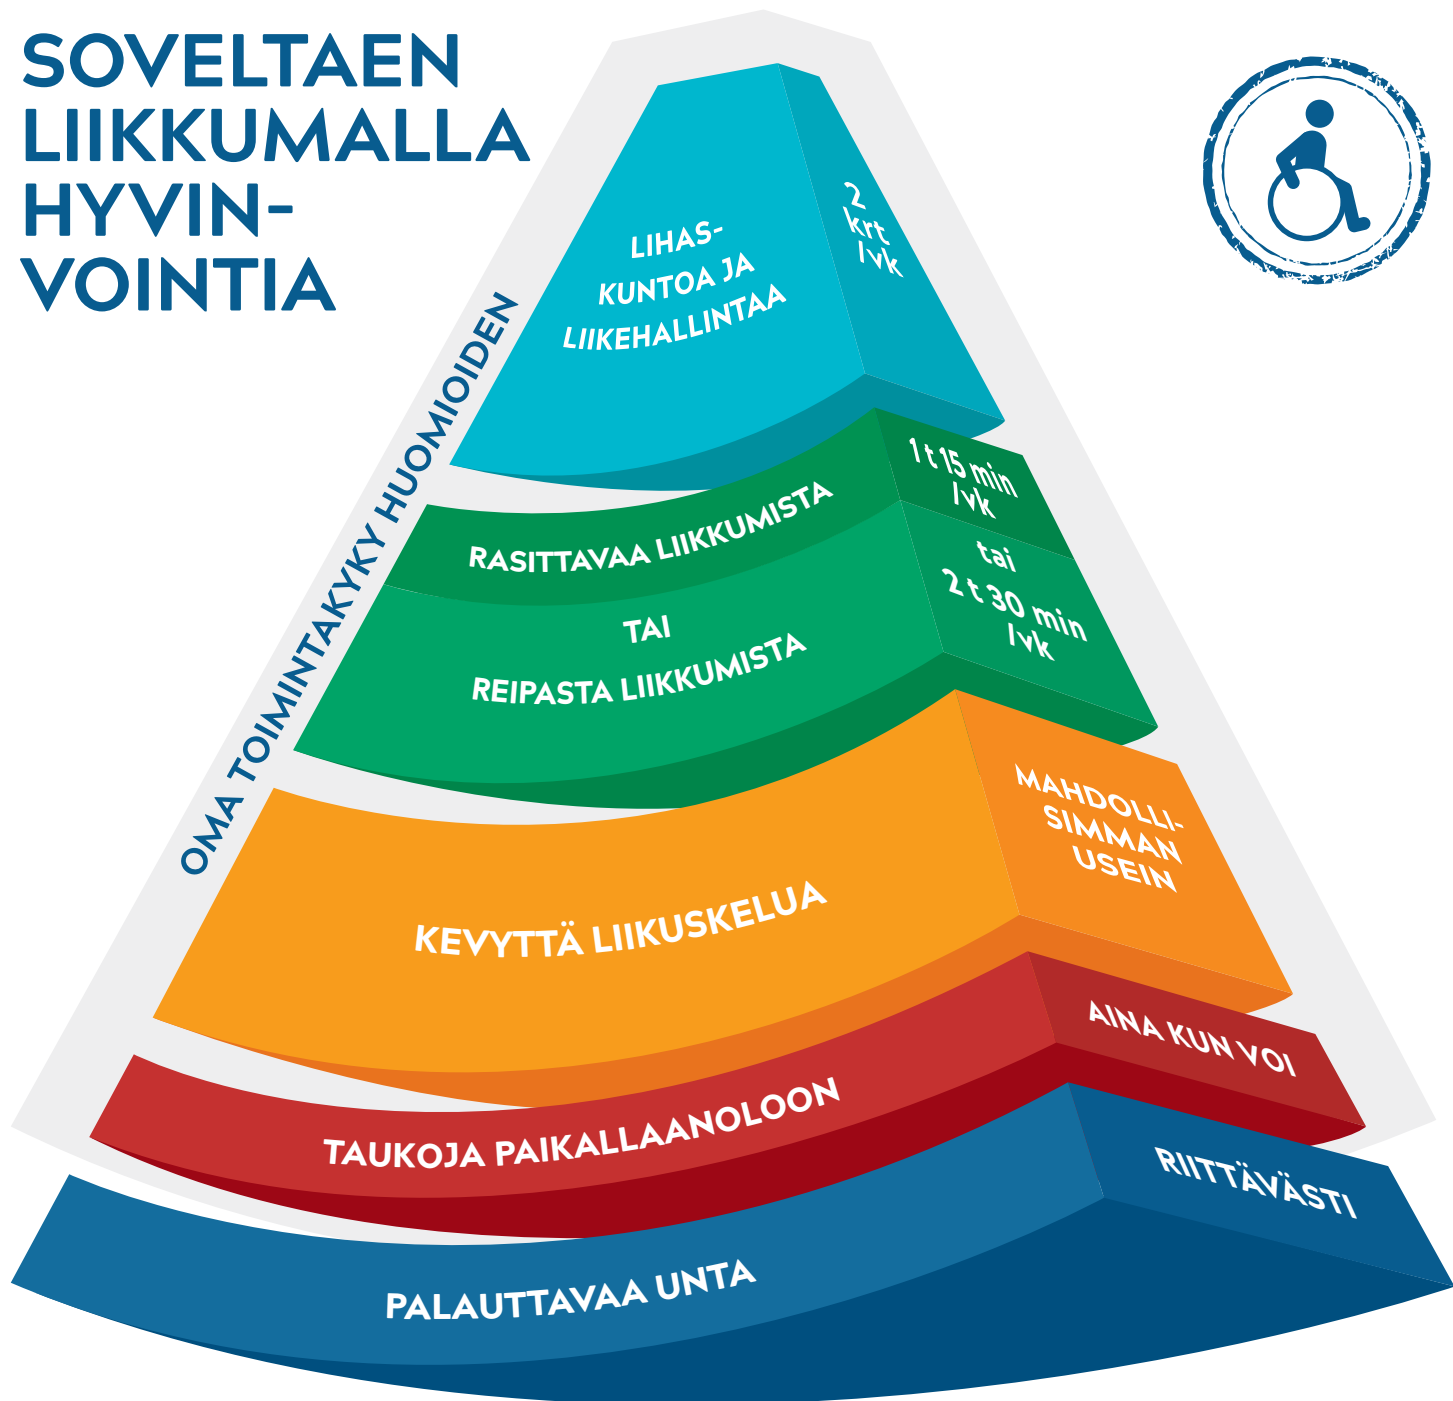 SOVELTAEN
LIIKKUMALLA
HYVIN-
VOINTIA
OMA TOIMINTAKYKY HUOMIOIDEN
LIHAS-
KUNTOA JA
LIIKEHALLINTAA
2
krt
/vk
RASITTAVAA LIIKKUMISTA
1 t 15 min
/vk
TAI
REIPASTA LIIKKUMISTA
tai
2 t 30 min
/vk
KEVYTTÄ LIIKUSKELUA
MAHDOLLI-
SIMMAN
USEIN
TAUKOJA PAIKALLAANOLOON
AINA KUN VOI
PALAUTTAVAA UNTA
RIITTÄVÄSTI